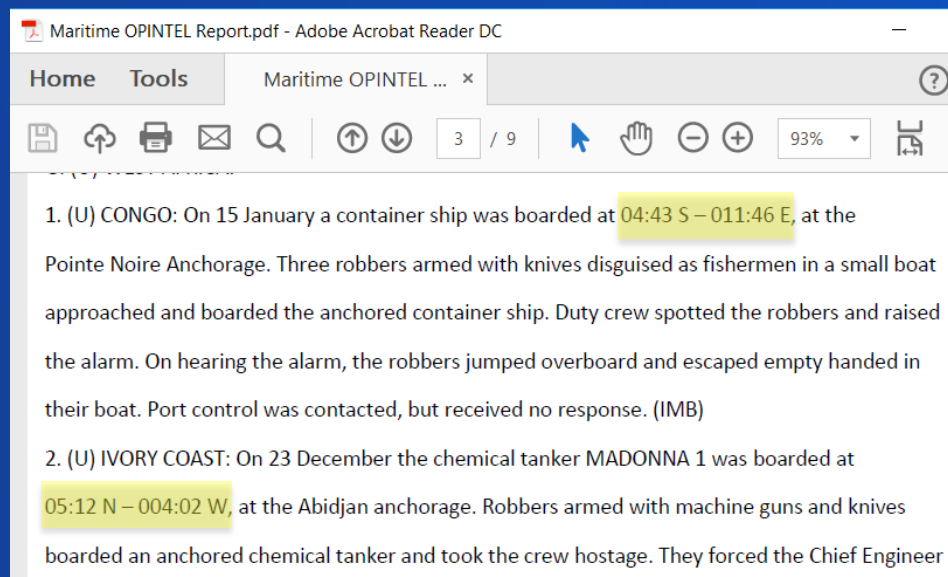 Maritime OPINTEL Report.pdf - Adobe Acrobat Reader DC
Home Tools Maritime OPINTEL ... ×
3 / 9 93%
1. (U) CONGO: On 15 January a container ship was boarded at 04:43 S – 011:46 E, at the
Pointe Noire Anchorage. Three robbers armed with knives disguised as fishermen in a small boat
approached and boarded the anchored container ship. Duty crew spotted the robbers and raised
the alarm. On hearing the alarm, the robbers jumped overboard and escaped empty handed in
their boat. Port control was contacted, but received no response. (IMB)
2. (U) IVORY COAST: On 23 December the chemical tanker MADONNA 1 was boarded at
05:12 N – 004:02 W, at the Abidjan anchorage. Robbers armed with machine guns and knives
boarded an anchored chemical tanker and took the crew hostage. They forced the Chief Engineer